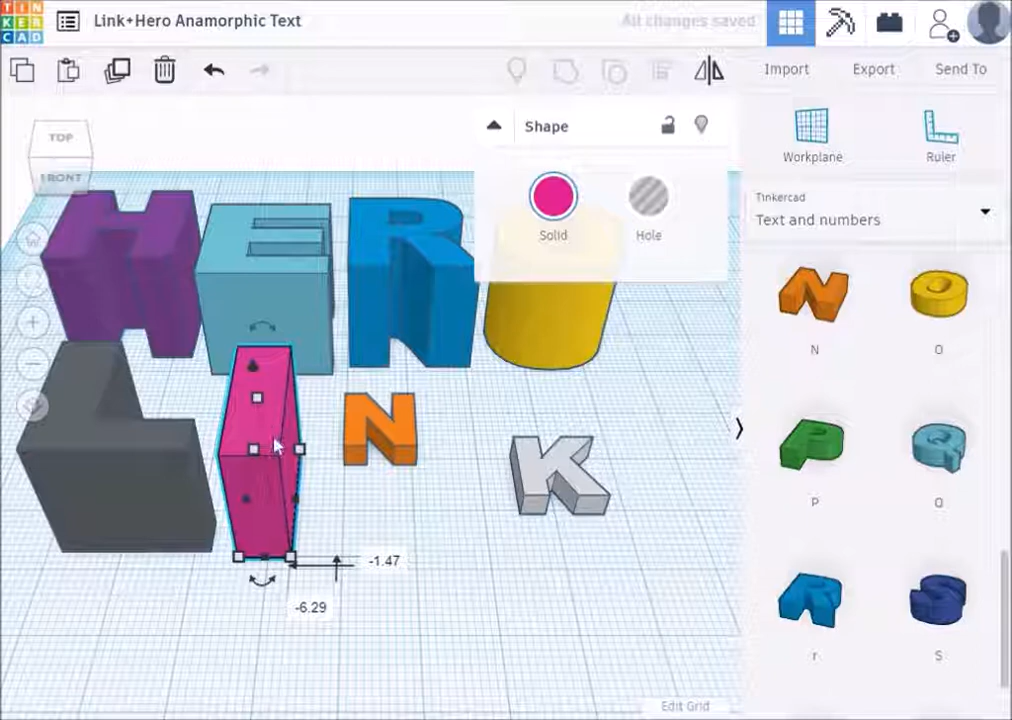 TIN
KER
CAD
Link+Hero Anamorphic Text
All changes saved
Import
Export
Send To
TOP
FRONT
Shape
Solid
Hole
Workplane
Ruler
Tinkercad
Text and numbers
H E R O
L I N K
-1.47
-6.29
N
O
P
Q
r
S
Edit Grid